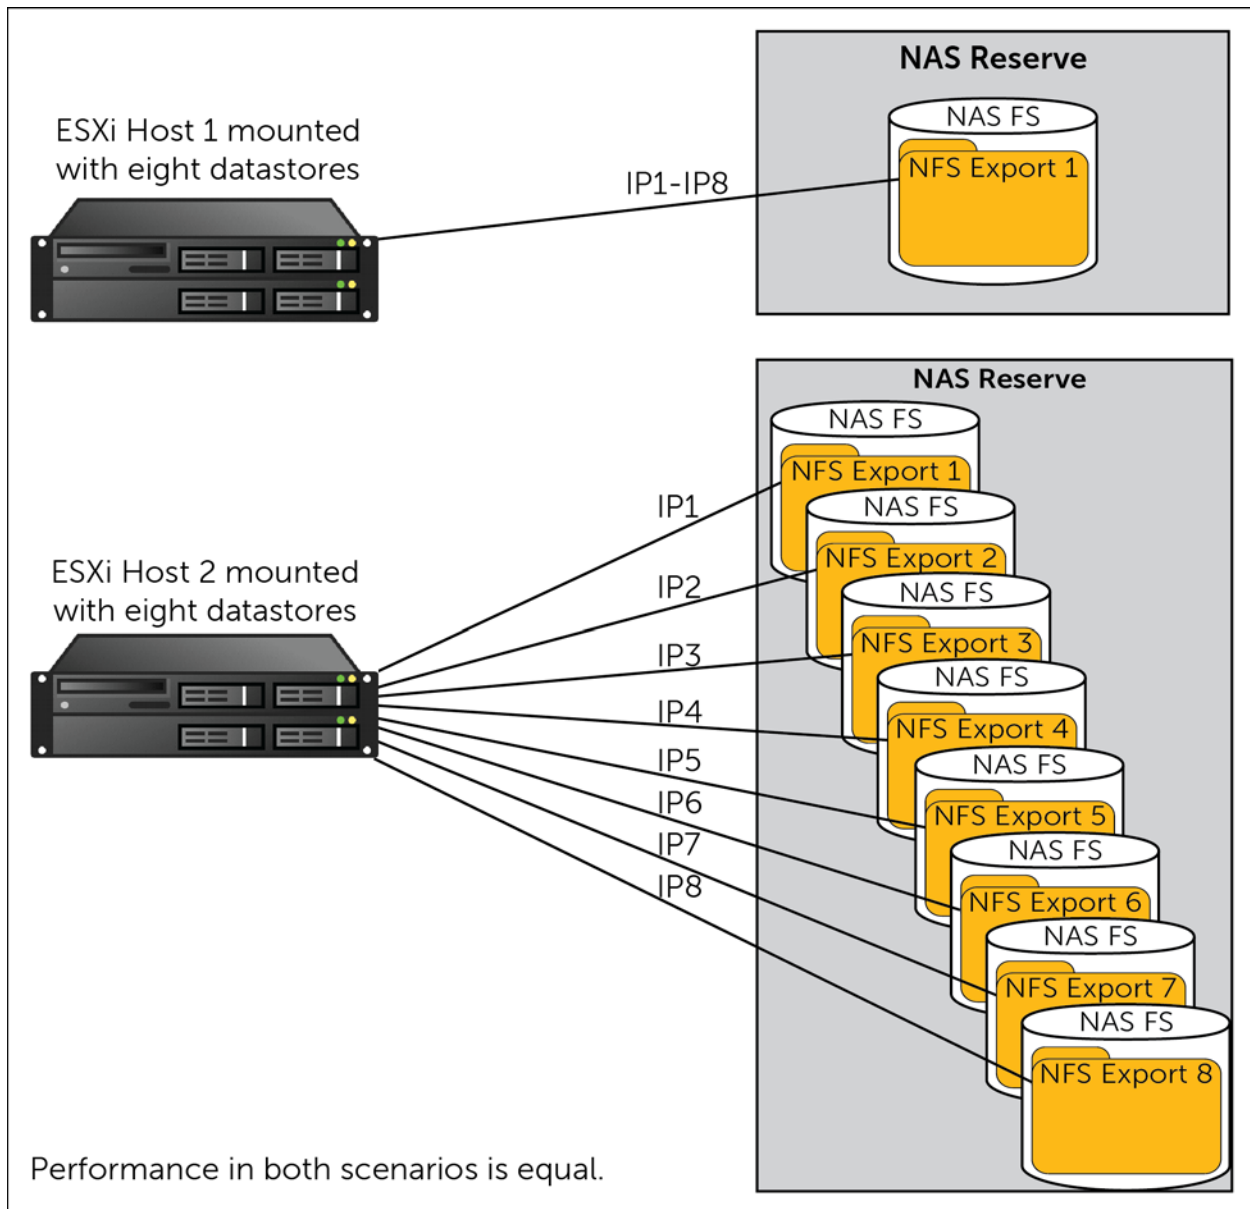 NAS Reserve
NAS FS
ESXi Host 1 mounted
with eight datastores
NFS Export 1
IP1-IP8
NAS Reserve
NAS FS
NFS Export 1
IP1
NAS FS
ESXi Host 2 mounted
with eight datastores
NFS Export 2
IP2
NAS FS
NFS Export 3
IP3
NAS FS
IP4
NFS Export 4
IP5
NAS FS
IP6
NFS Export 5
IP7
NAS FS
IP8
NFS Export 6
NAS FS
NFS Export 7
NAS FS
NFS Export 8
Performance in both scenarios is equal.